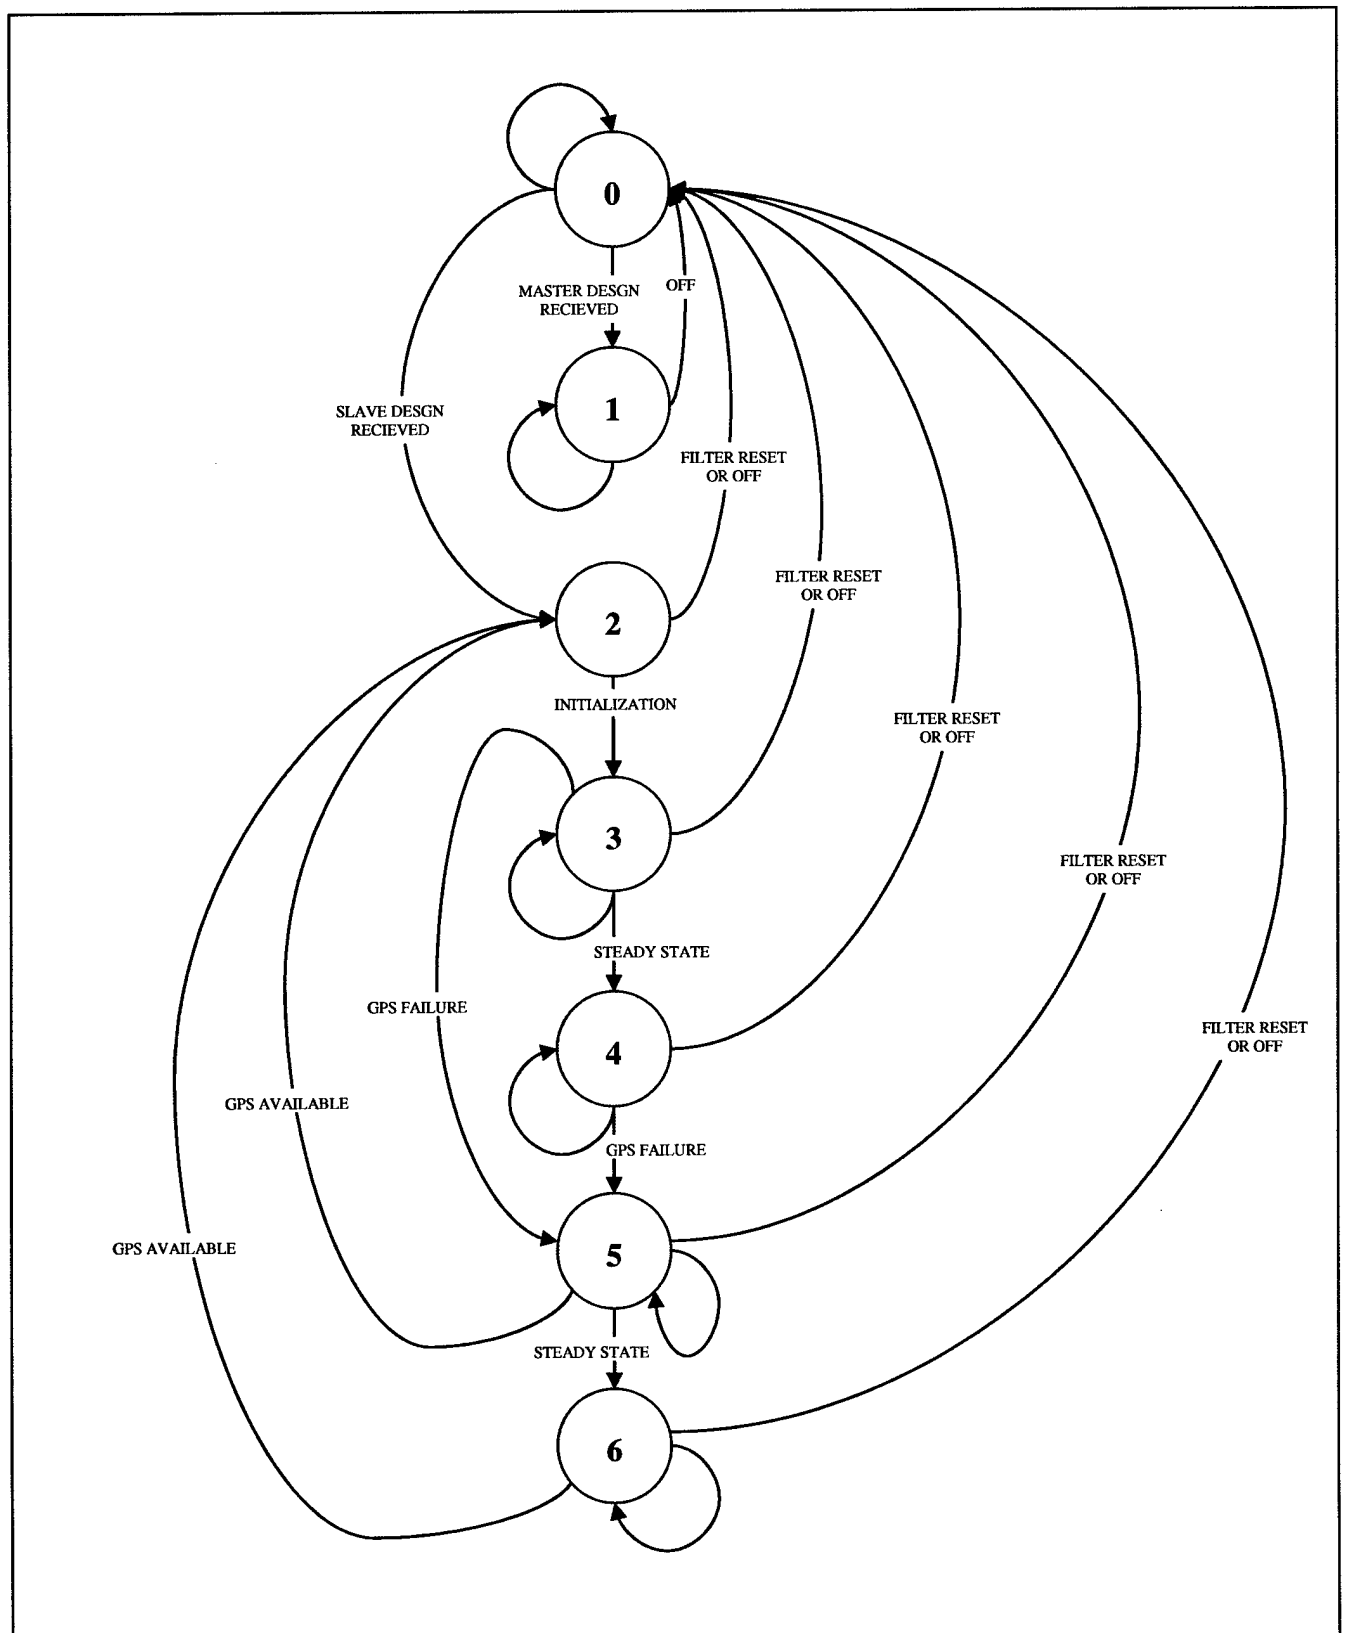 0
MASTER DESGN
RECIEVED
OFF
1
SLAVE DESGN
RECIEVED
FILTER RESET
OR OFF
2
FILTER RESET
OR OFF
INITIALIZATION
FILTER RESET
OR OFF
3
FILTER RESET
OR OFF
STEADY STATE
GPS FAILURE
FILTER RESET
OR OFF
4
GPS AVAILABLE
GPS FAILURE
GPS AVAILABLE
5
STEADY STATE
6